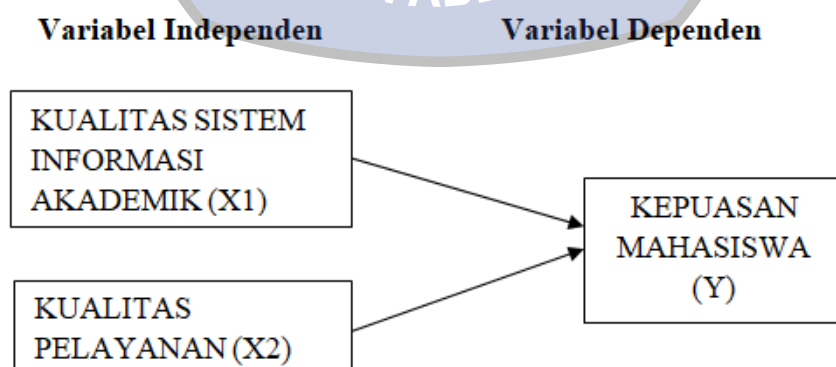 Variabel Independen
Variabel Dependen
KUALITAS SISTEM
INFORMASI
AKADEMIK (X1)
KEPUASAN
MAHASISWA
(Y)
KUALITAS
PELAYANAN (X2)